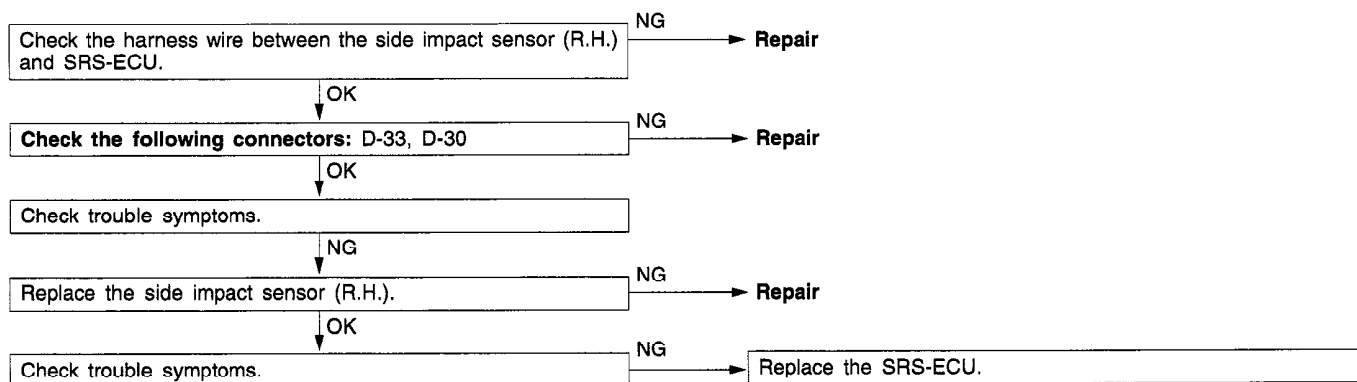 NG
Check the harness wire between the side impact sensor (R.H.)
and SRS-ECU.
Repair
OK
NG
Check the following connectors: D-33, D-30
Repair
OK
Check trouble symptoms.
NG
NG
Replace the side impact sensor (R.H.).
Repair
OK
NG
Check trouble symptoms.
Replace the SRS-ECU.